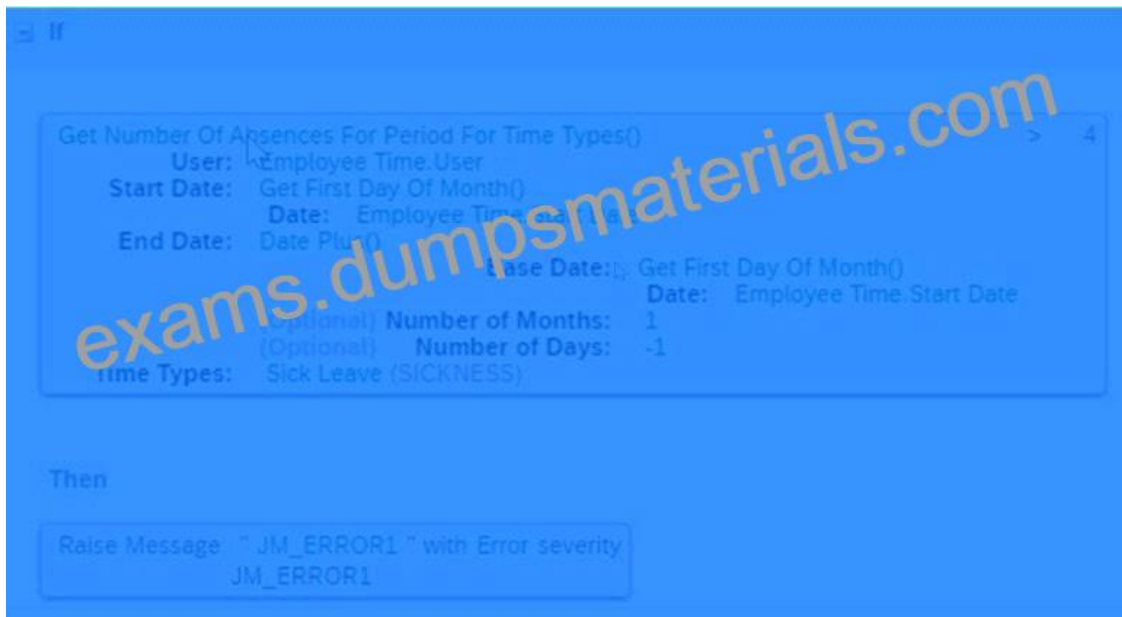 If
Get Number Of Absences For Period For Time Types() > -4
User: Employee Time.User
Start Date: Get First Day Of Month()
Date: Employee Time.Start Date
End Date: Date Plus()
Base Date: Get First Day Of Month()
Date: Employee Time.Start Date
(Optional) Number of Months: 1
(Optional) Number of Days: -1
Time Types: Sick Leave (SICKNESS)
exams.dumpsmaterials.com
Then
Raise Message " JM_ERROR1 " with Error severity
JM_ERROR1